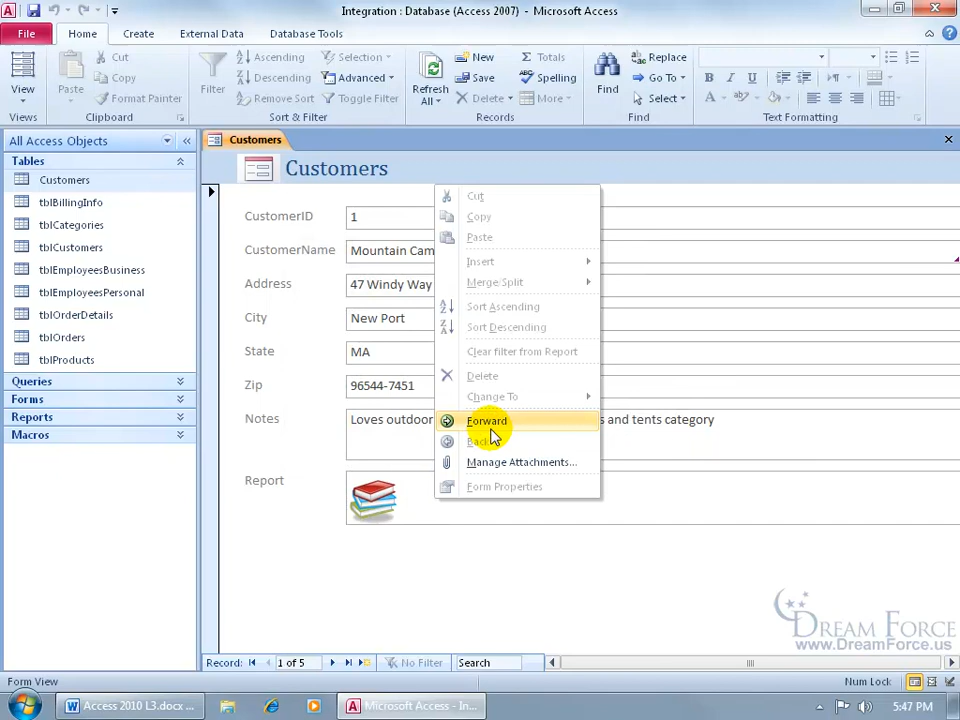 Integration : Database (Access 2007) - Microsoft Access
File Home Create External Data Database Tools
View
Views
Paste
Cut
Copy
Format Painter
Clipboard
Filter
Ascending
Descending
Remove Sort
Selection
Advanced
Toggle Filter
Sort & Filter
Refresh All
New
Save
Delete
Totals
Spelling
More
Records
Find
Replace
Go To
Select
Find
B I U
A
Text Formatting
All Access Objects
Tables
Customers
tblBillingInfo
tblCategories
tblCustomers
tblEmployeesBusiness
tblEmployeesPersonal
tblOrderDetails
tblOrders
tblProducts
Queries
Forms
Reports
Macros
Customers
Customers
CustomerID 1
CustomerName Mountain Cam
Address 47 Windy Way
City New Port
State MA
Zip 96544-7451
Notes Loves outdoor s and tents category
Report
Cut
Copy
Paste
Insert
Merge/Split
Sort Ascending
Sort Descending
Clear filter from Report
Delete
Change To
Forward
Back
Manage Attachments...
Form Properties
DREAM FORCE
www.DreamForce.us
Record: 1 of 5 No Filter Search
Form View Num Lock
Access 2010 L3.docx ... Microsoft Access - In... 5:47 PM